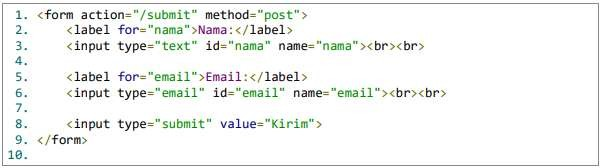 1. <form action="/submit" method="post">
2.     <label for="nama">Nama:</label>
3.     <input type="text" id="nama" name="nama"><br><br>
4.
5.     <label for="email">Email:</label>
6.     <input type="email" id="email" name="email"><br><br>
7.
8.     <input type="submit" value="Kirim">
9. </form>
10.